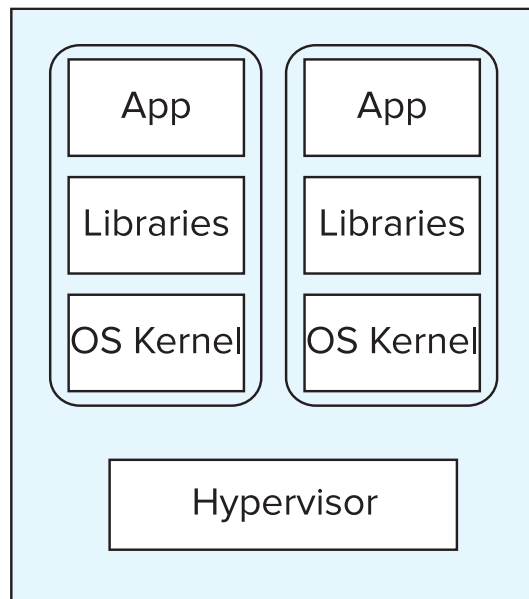 App
Libraries
OS Kernel
App
Libraries
OS Kernel
Hypervisor